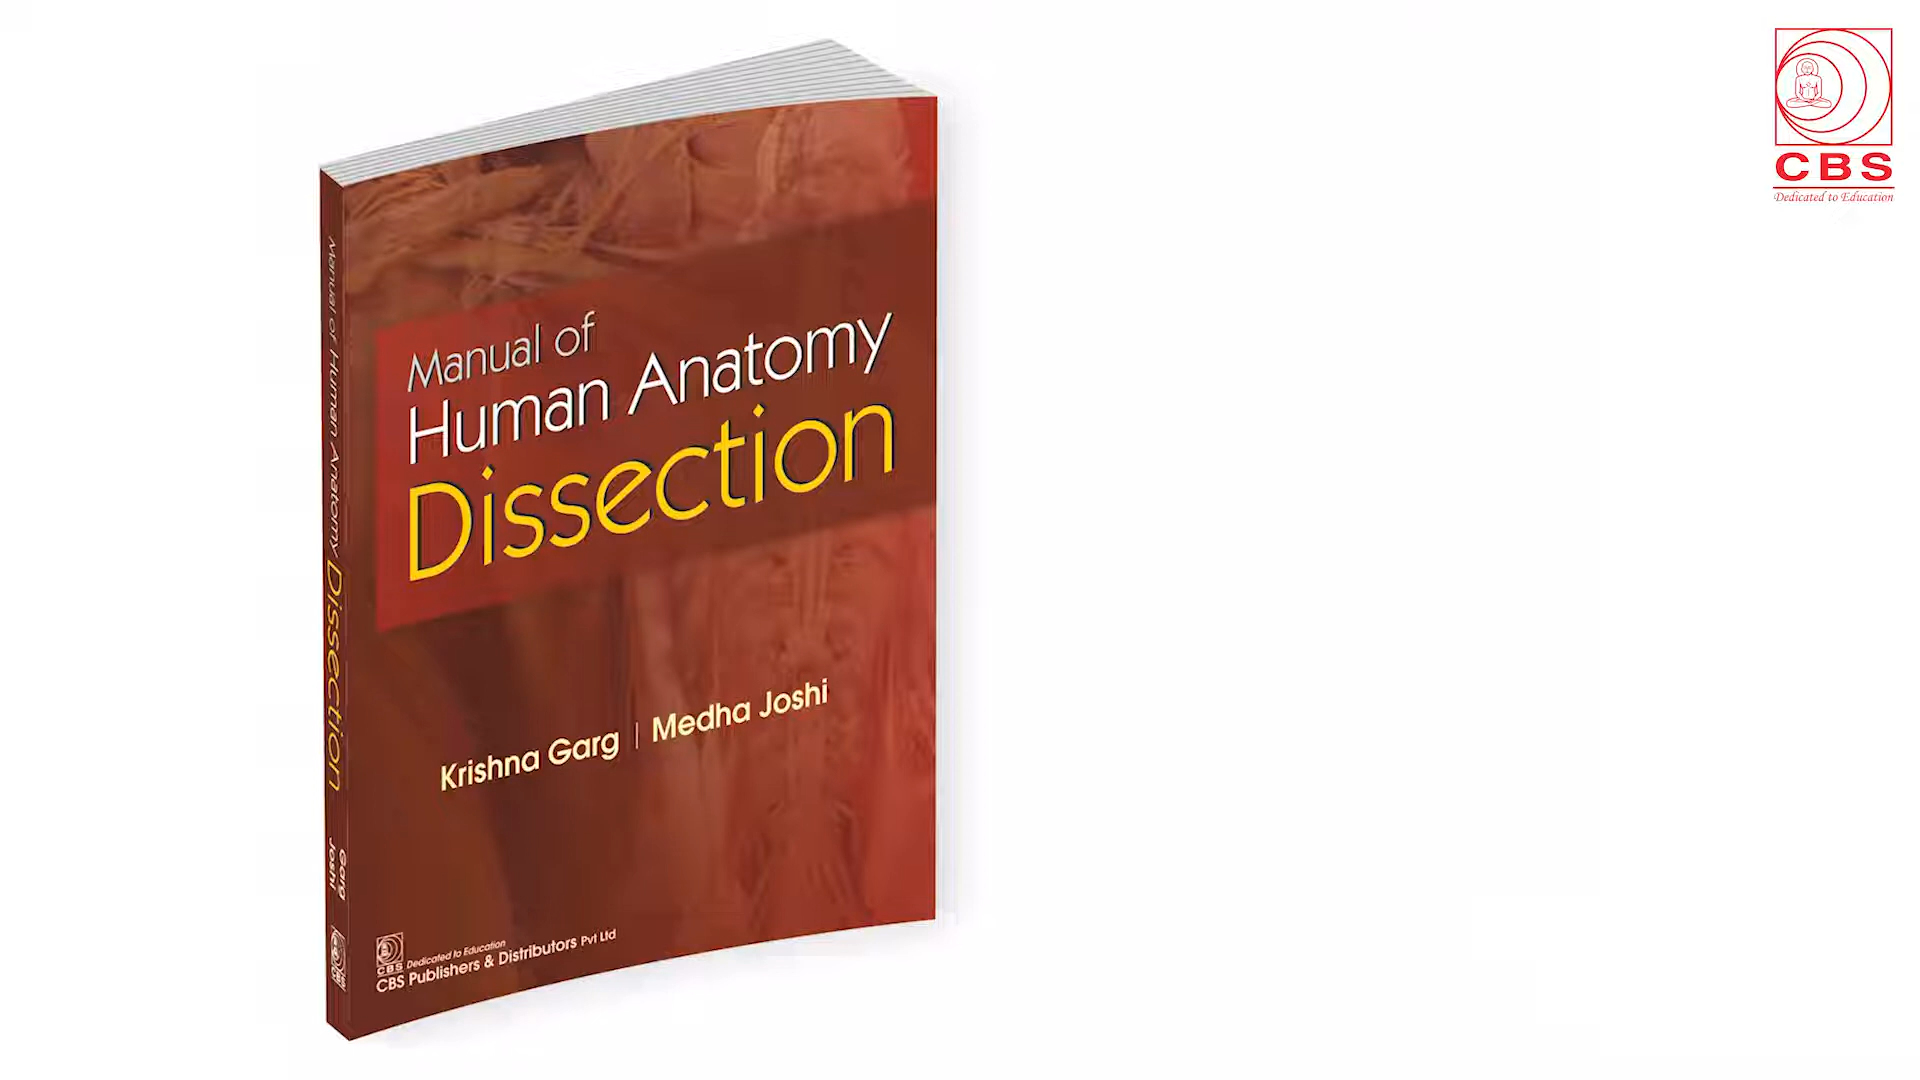 Manual of
Human Anatomy
Dissection
Krishna Garg | Medha Joshi
CBS
Dedicated to Education
CBS Publishers & Distributors Pvt Ltd
Manual of Human Anatomy Dissection
Garg
Joshi
CBS
Dedicated to Education